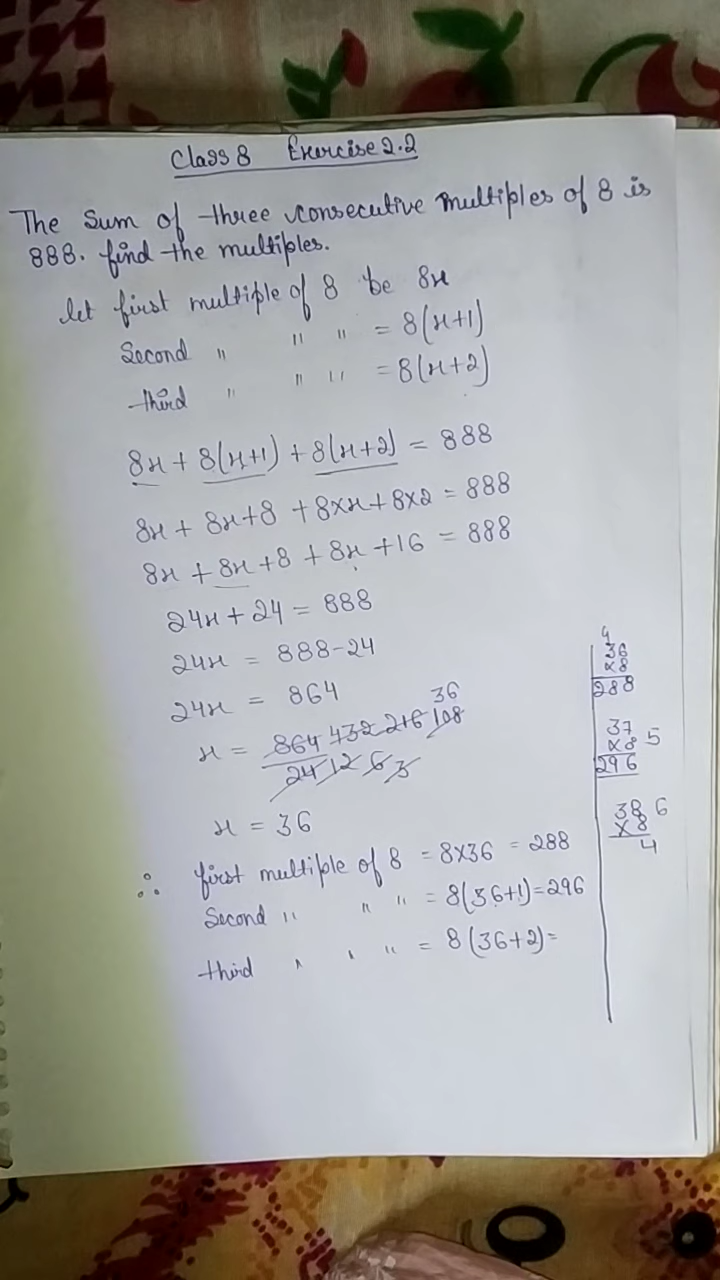 Class 8 Exercise 2.2
The Sum of three consecutive multiples of 8 is
888. find the multiples.
let first multiple of 8 be 8x
Second " " " = 8(x+1)
third " " " = 8(x+2)
8x + 8(x+1) + 8(x+2) = 888
8x + 8x+8 + 8×x+8×2 = 888
8x + 8x +8 + 8x +16 = 888
24x + 24 = 888
24x = 888-24
24x = 864
36
x = 864 432 216 108
24 12 6 3
x = 36
∴ first multiple of 8 = 8×36 = 288
Second " " " = 8(36+1)=296
third " " " = 8(36+2)=
4
36
×8
288
37
×8 5
296
38 6
×8
4